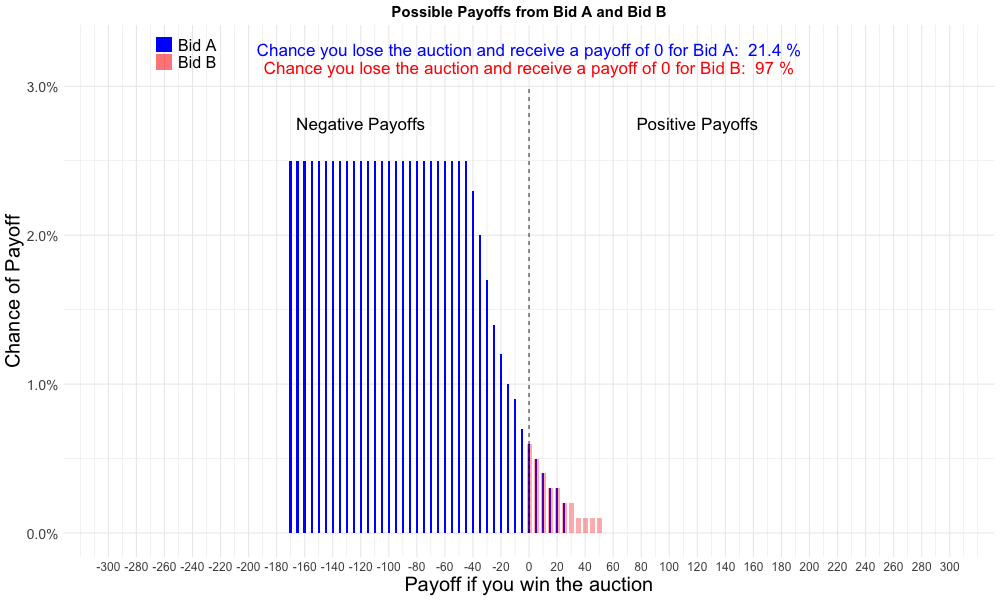 Possible Payoffs from Bid A and Bid B
Bid A
Bid B
Chance you lose the auction and receive a payoff of 0 for Bid A:  21.4 %
Chance you lose the auction and receive a payoff of 0 for Bid B:  97 %
Negative Payoffs
Positive Payoffs
Chance of Payoff
3.0%
2.0%
1.0%
0.0%
-300 -280 -260 -240 -220 -200 -180 -160 -140 -120 -100 -80 -60 -40 -20 0 20 40 60 80 100 120 140 160 180 200 220 240 260 280 300
Payoff if you win the auction